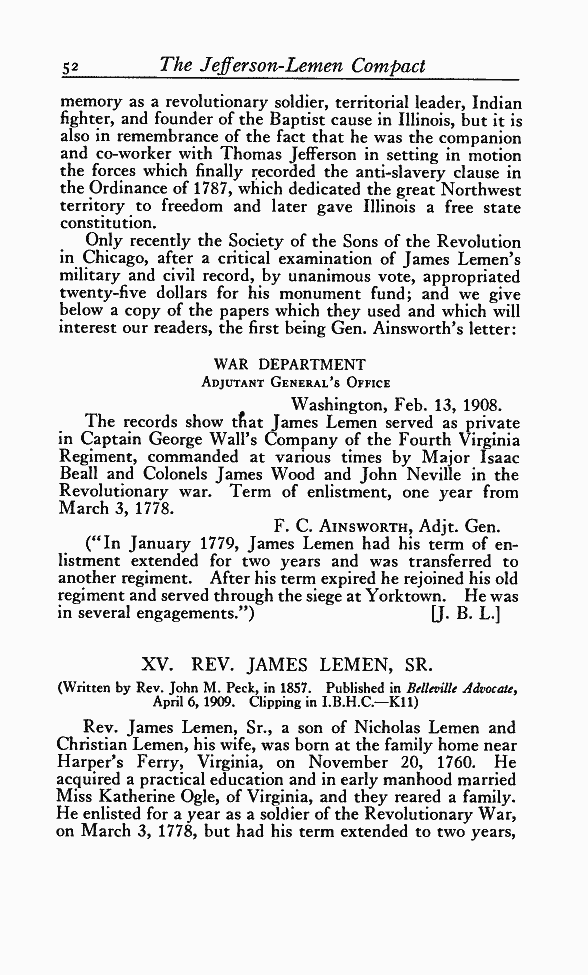 52 The Jefferson-Lemen Compact
memory as a revolutionary soldier, territorial leader, Indian
fighter, and founder of the Baptist cause in Illinois, but it is
also in remembrance of the fact that he was the companion
and co-worker with Thomas Jefferson in setting in motion
the forces which finally recorded the anti-slavery clause in
the Ordinance of 1787, which dedicated the great Northwest
territory to freedom and later gave Illinois a free state
constitution.
Only recently the Society of the Sons of the Revolution
in Chicago, after a critical examination of James Lemen's
military and civil record, by unanimous vote, appropriated
twenty-five dollars for his monument fund; and we give
below a copy of the papers which they used and which will
interest our readers, the first being Gen. Ainsworth's letter:
WAR DEPARTMENT
ADJUTANT GENERAL'S OFFICE
Washington, Feb. 13, 1908.
The records show that James Lemen served as private
in Captain George Wall's Company of the Fourth Virginia
Regiment, commanded at various times by Major Isaac
Beall and Colonels James Wood and John Neville in the
Revolutionary war. Term of enlistment, one year from
March 3, 1778.
F. C. AINSWORTH, Adjt. Gen.
("In January 1779, James Lemen had his term of en-
listment extended for two years and was transferred to
another regiment. After his term expired he rejoined his old
regiment and served through the siege at Yorktown. He was
in several engagements.") [J. B. L.]
XV. REV. JAMES LEMEN, SR.
(Written by Rev. John M. Peck, in 1857. Published in Belleville Advocate,
April 6, 1909. Clipping in I.B.H.C.—K11)
Rev. James Lemen, Sr., a son of Nicholas Lemen and
Christian Lemen, his wife, was born at the family home near
Harper's Ferry, Virginia, on November 20, 1760. He
acquired a practical education and in early manhood married
Miss Katherine Ogle, of Virginia, and they reared a family.
He enlisted for a year as a soldier of the Revolutionary War,
on March 3, 1778, but had his term extended to two years,